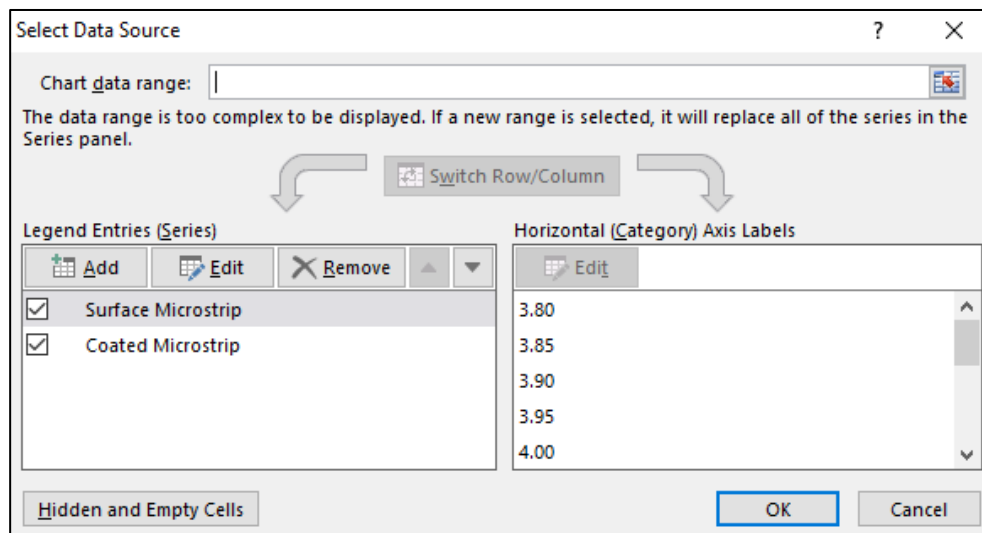 Select Data Source
?
Chart data range:
The data range is too complex to be displayed. If a new range is selected, it will replace all of the series in the
Series panel.
Switch Row/Column
Legend Entries (Series)
Horizontal (Category) Axis Labels
Add
Edit
Remove
Edit
Surface Microstrip
3.80
Coated Microstrip
3.85
3.90
3.95
4.00
Hidden and Empty Cells
OK
Cancel